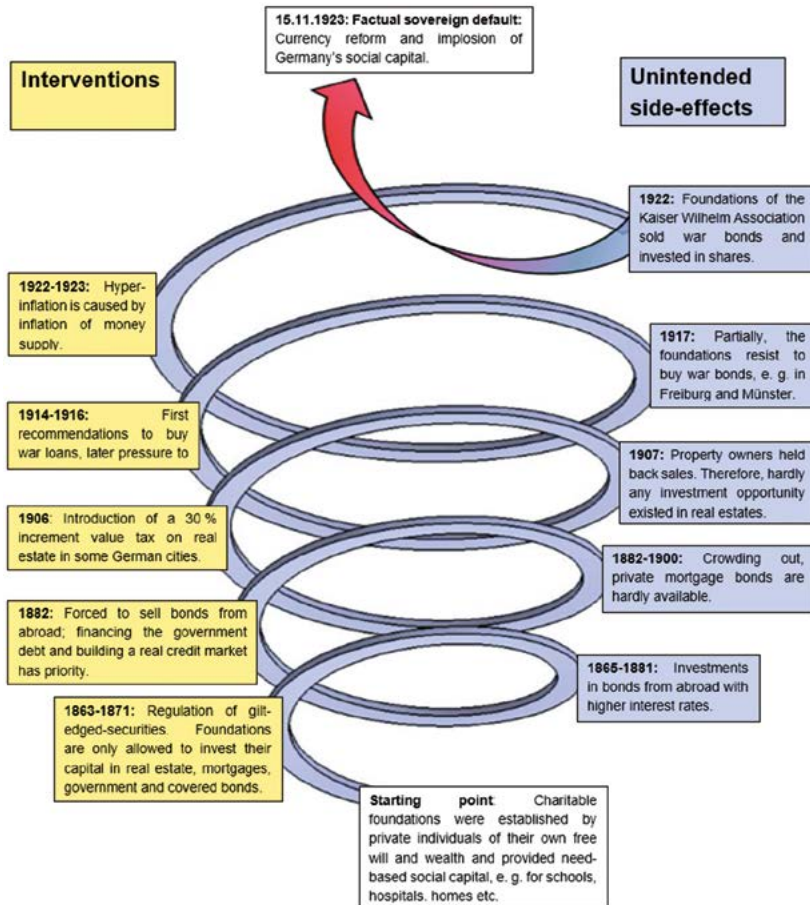 15.11.1923: Factual sovereign default:
Currency reform and implosion of
Germany's social capital.
Interventions
Unintended
side-effects
1922: Foundations of the
Kaiser Wilhelm Association
sold war bonds and
invested in shares.
1922-1923: Hyper-
inflation is caused by
inflation of money
supply.
1917: Partially, the
foundations resist to
buy war bonds, e. g. in
Freiburg and Münster.
1914-1916: First
recommendations to buy
war loans, later pressure to
1907: Property owners held
back sales. Therefore, hardly
any investment opportunity
existed in real estates.
1906: Introduction of a 30 %
increment value tax on real
estate in some German cities.
1882-1900: Crowding out,
private mortgage bonds are
hardly available.
1882: Forced to sell bonds from
abroad; financing the government
debt and building a real credit market
has priority.
1865-1881: Investments
in bonds from abroad with
higher interest rates.
1863-1871: Regulation of gilt-
edged-securities. Foundations
are only allowed to invest their
capital in real estate, mortgages,
government and covered bonds.
Starting point: Charitable
foundations were established by
private individuals of their own free
will and wealth and provided need-
based social capital, e. g. for schools,
hospitals. homes etc.